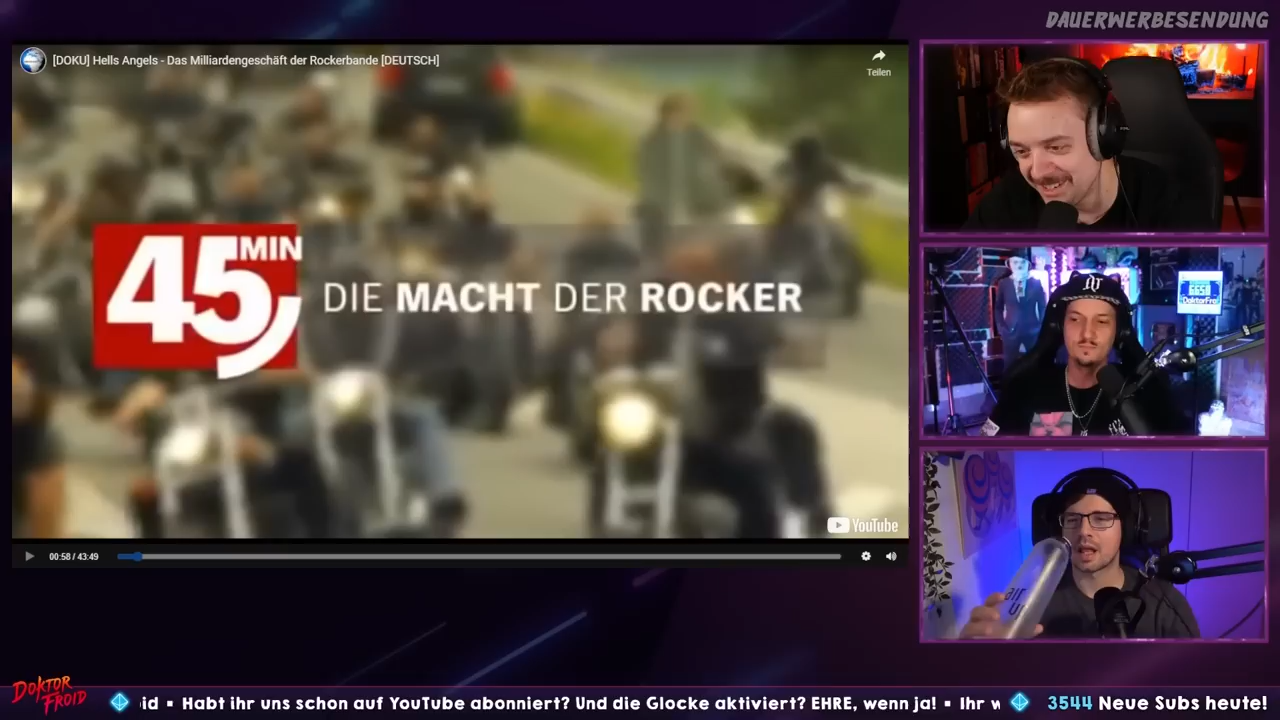 DAUERWERBESENDUNG
[DOKU] Hells Angels - Das Milliardengeschäft der Rockerbande [DEUTSCH]
Teilen
45 MIN
DIE MACHT DER ROCKER
YouTube
00:58 / 43:49
DOKTOR FROID
id ▪ Habt ihr uns schon auf YouTube abonniert? Und die Glocke aktiviert? EHRE, wenn ja! ▪ Ihr w
3544 Neue Subs heute!
air up